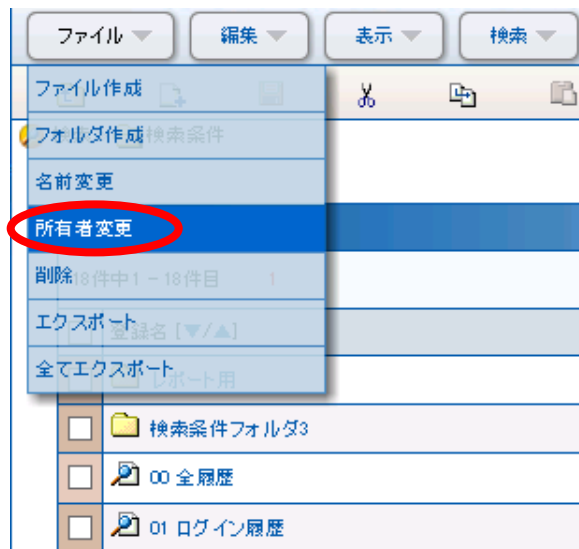 ファイル 編集 表示 検索
ファイル作成
フォルダ作成
検索条件
名前変更
所有者変更
削除
18件中1 - 18件目 1
エクスポート
登録名 [▼/▲]
全てエクスポート
レポート用
検索条件フォルダ3
00 全履歴
01 ログイン履歴